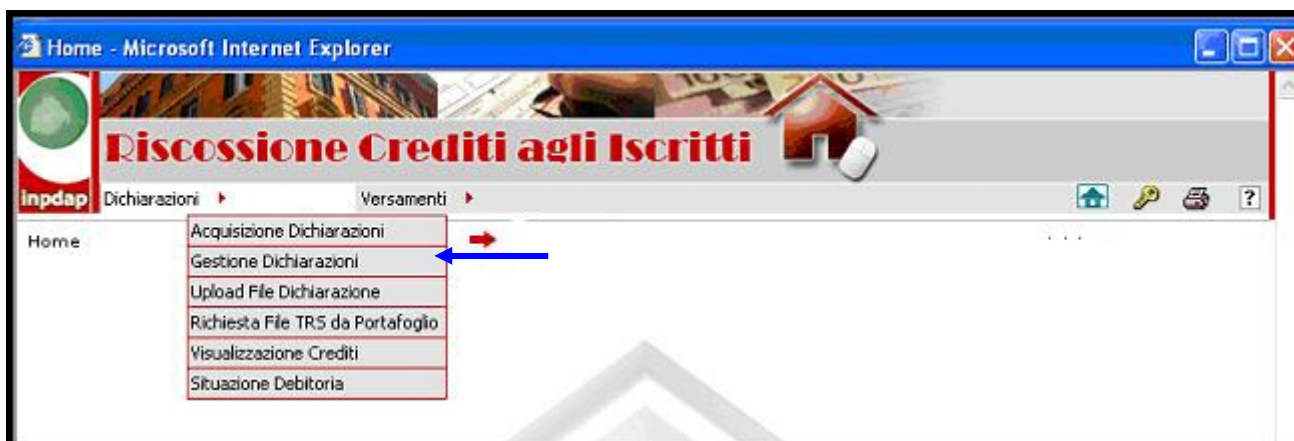 Home - Microsoft Internet Explorer
Riscossione Crediti agli Iscritti
inpdap Dichiarazioni Versamenti ?
Home
Acquisizione Dichiarazioni
Gestione Dichiarazioni
Upload File Dichiarazione
Richiesta File TRS da Portafoglio
Visualizzazione Crediti
Situazione Debitoria